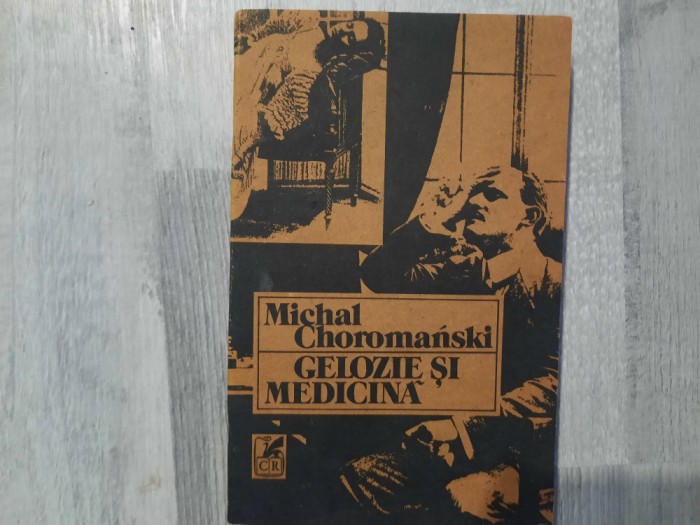 Michal
Choromański
GELOZIE ȘI
MEDICINĂ
CR